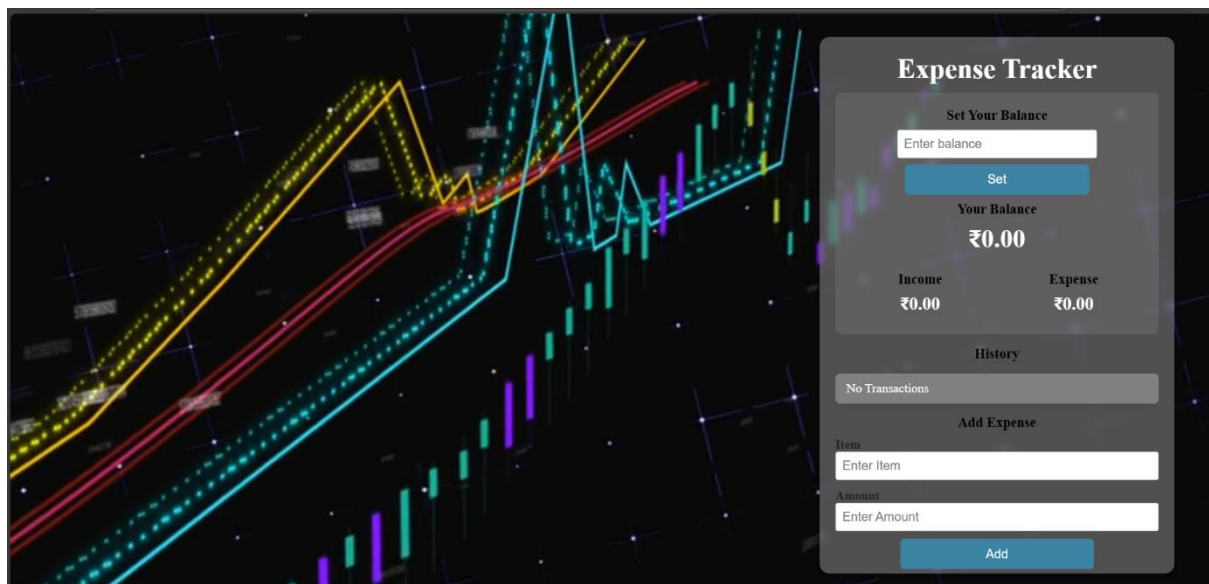 Expense Tracker
Set Your Balance
Enter balance
Set
Your Balance
₹0.00
Income Expense
₹0.00 ₹0.00
History
No Transactions
Add Expense
Item
Enter Item
Amount
Enter Amount
Add